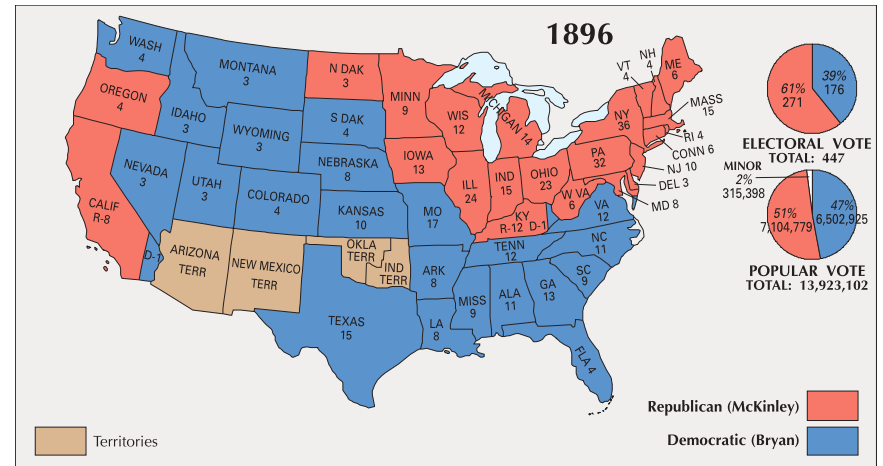 1896
WASH
4
OREGON
4
CALIF
R-8
D-1
NEVADA
3
IDAHO
3
MONTANA
3
WYOMING
3
UTAH
3
COLORADO
4
ARIZONA
TERR
NEW MEXICO
TERR
N DAK
3
S DAK
4
NEBRASKA
8
KANSAS
10
OKLA
TERR
IND
TERR
TEXAS
15
MINN
9
IOWA
13
MO
17
ARK
8
LA
8
WIS
12
MICHIGAN 14
ILL
24
IND
15
OHIO
23
KY
R-12 D-1
TENN
12
MISS
9
ALA
11
GA
13
FLA 4
SC
9
NC
11
VA
12
W VA
6
PA
32
NY
36
VT
4
NH
4
ME
6
MASS
15
RI 4
CONN 6
NJ 10
DEL 3
MD 8
61%
271
39%
176
ELECTORAL VOTE
TOTAL: 447
MINOR
2%
315,398
51%
7,104,779
47%
6,502,925
POPULAR VOTE
TOTAL: 13,923,102
Republican (McKinley)
Democratic (Bryan)
Territories